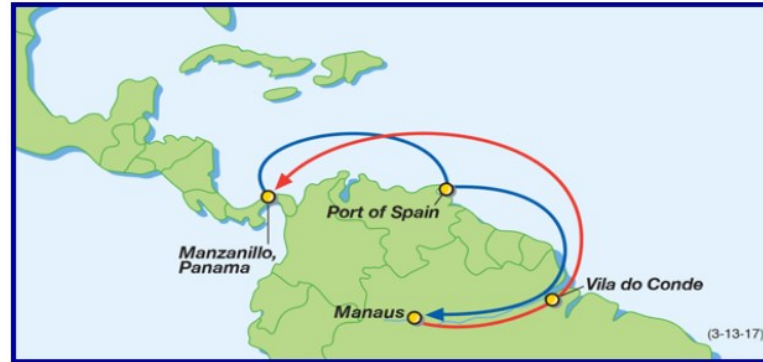 Port of Spain
Manzanillo,
Panama
Vila do Conde
Manaus
(3-13-17)